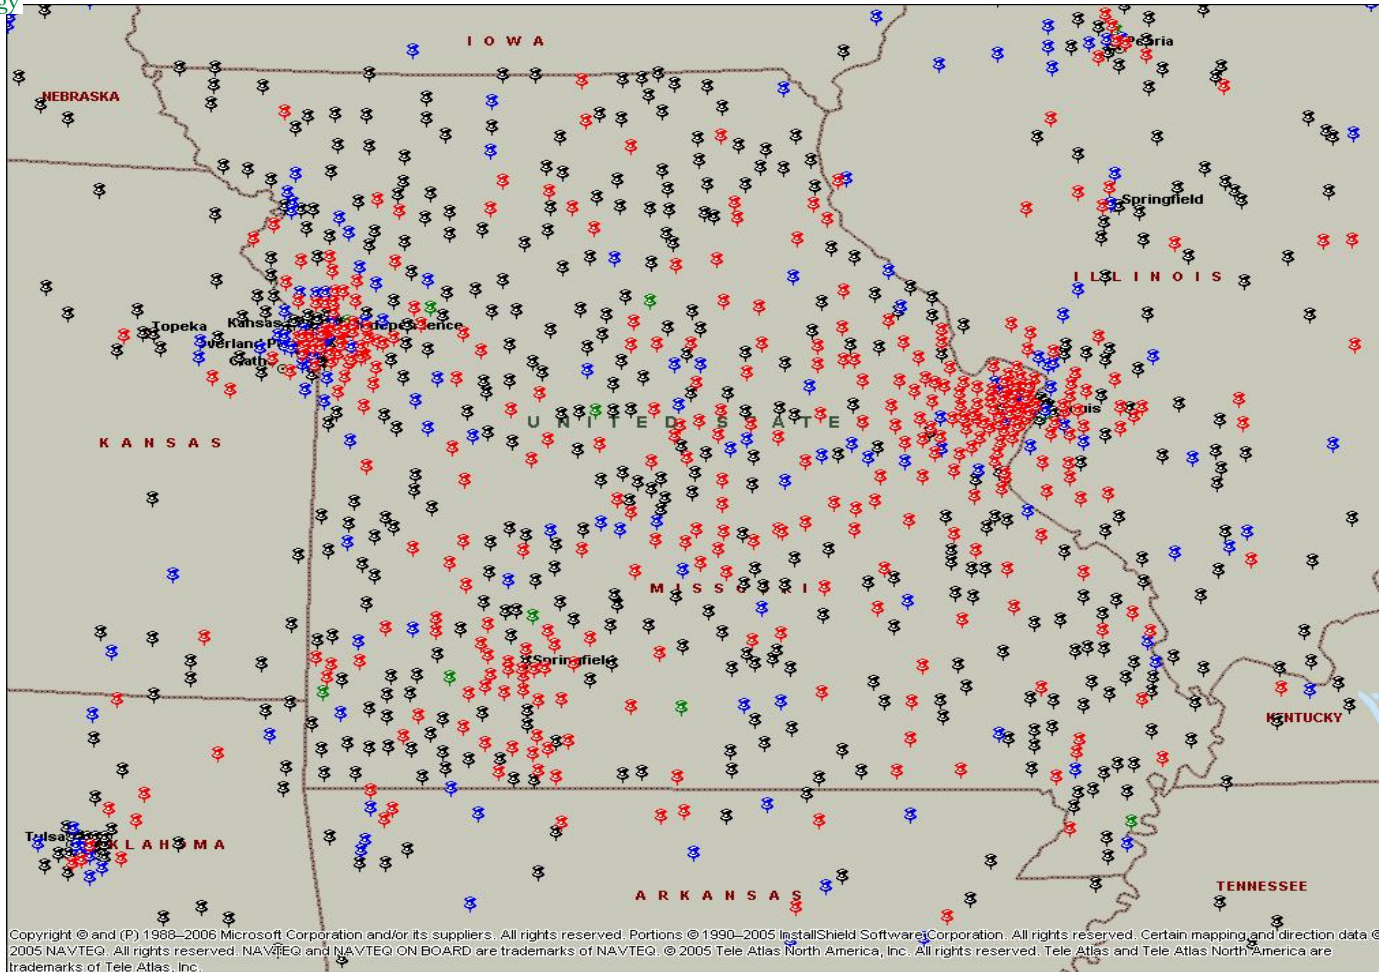 gy
IOWA
Peoria
NEBRASKA
Springfield
ILLINOIS
Topeka
Kansas
Independence
Overland P
Olath
UNITED STATE
KANSAS
MISSOURI
Springfield
KENTUCKY
Tulsa
OKLAHOMA
ARKANSAS
TENNESSEE
Copyright © and (P) 1988–2006 Microsoft Corporation and/or its suppliers. All rights reserved. Portions © 1990–2005 InstallShield Software Corporation. All rights reserved. Certain mapping and direction data ©
2005 NAVTEQ. All rights reserved. NAVTEQ and NAVTEQ ON BOARD are trademarks of NAVTEQ. © 2005 Tele Atlas North America, Inc. All rights reserved. Tele Atlas and Tele Atlas North America are
trademarks of Tele Atlas, Inc.